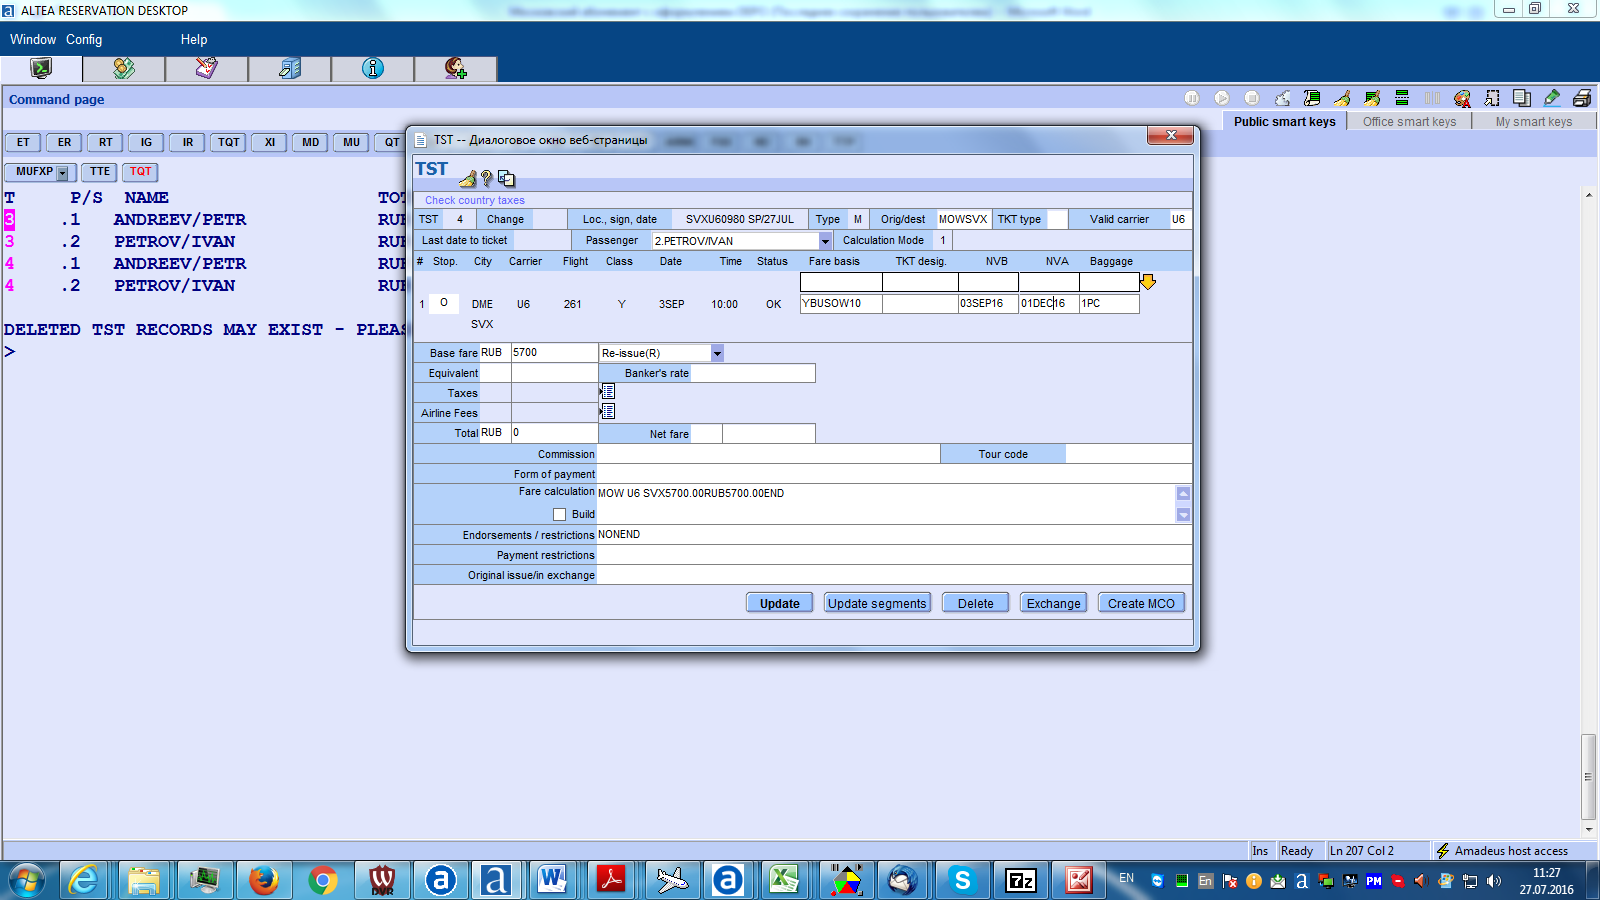 ALTEA RESERVATION DESKTOP
Window Config Help
Command page
Public smart keys Office smart keys My smart keys
ET ER RT IG IR TQT XI MD MU QT
MUFXP TTE TQT
T P/S NAME TOT
3 .1 ANDREEV/PETR RUB
3 .2 PETROV/IVAN RUB
4 .1 ANDREEV/PETR RUB
4 .2 PETROV/IVAN RUB
DELETED TST RECORDS MAY EXIST - PLEAS
>
TST -- Диалоговое окно веб-страницы
TST
Check country taxes
TST 4 Change Loc., sign, date SVXU60980 SP/27JUL Type M Orig/dest MOWSVX TKT type Valid carrier U6
Last date to ticket Passenger 2.PETROV/IVAN Calculation Mode 1
# Stop. City Carrier Flight Class Date Time Status Fare basis TKT desig. NVB NVA Baggage
1 O DME U6 261 Y 3SEP 10:00 OK YBUSOW10 03SEP16 01DEC16 1PC
SVX
Base fare RUB 5700 Re-issue(R)
Equivalent Banker's rate
Taxes
Airline Fees
Total RUB 0 Net fare
Commission Tour code
Form of payment
Fare calculation MOW U6 SVX5700.00RUB5700.00END
Build
Endorsements / restrictions NONEND
Payment restrictions
Original issue/in exchange
Update Update segments Delete Exchange Create MCO
Ins Ready Ln 207 Col 2 Amadeus host access
EN 11:27
27.07.2016